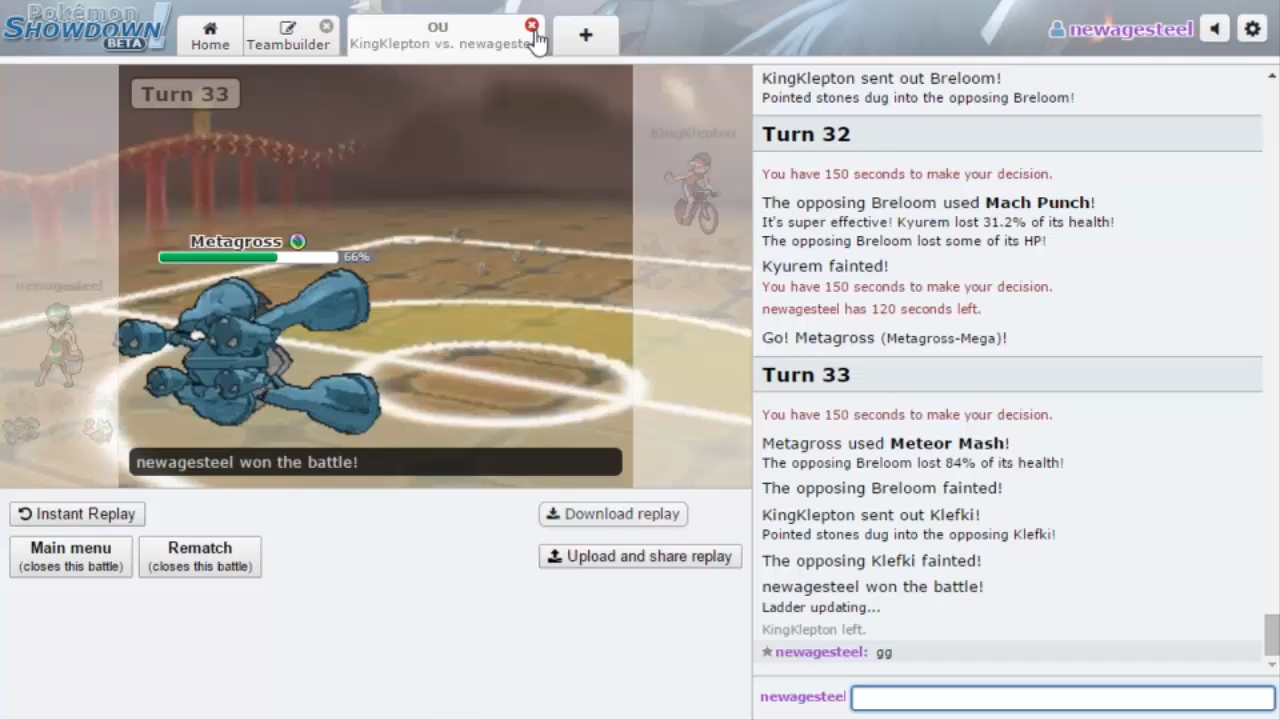 Pokémon
SHOWDOWN!
BETA
Home
Teambuilder
OU
KingKlepton vs. newageste
+
newagesteel
Turn 33
KingKlepton
Metagross
66%
newagesteel
newagesteel won the battle!
Instant Replay
Download replay
Main menu
(closes this battle)
Rematch
(closes this battle)
Upload and share replay
KingKlepton sent out Breloom!
Pointed stones dug into the opposing Breloom!
Turn 32
You have 150 seconds to make your decision.
The opposing Breloom used Mach Punch!
It's super effective! Kyurem lost 31.2% of its health!
The opposing Breloom lost some of its HP!
Kyurem fainted!
You have 150 seconds to make your decision.
newagesteel has 120 seconds left.
Go! Metagross (Metagross-Mega)!
Turn 33
You have 150 seconds to make your decision.
Metagross used Meteor Mash!
The opposing Breloom lost 84% of its health!
The opposing Breloom fainted!
KingKlepton sent out Klefki!
Pointed stones dug into the opposing Klefki!
The opposing Klefki fainted!
newagesteel won the battle!
Ladder updating...
KingKlepton left.
★newagesteel: gg
newagesteel